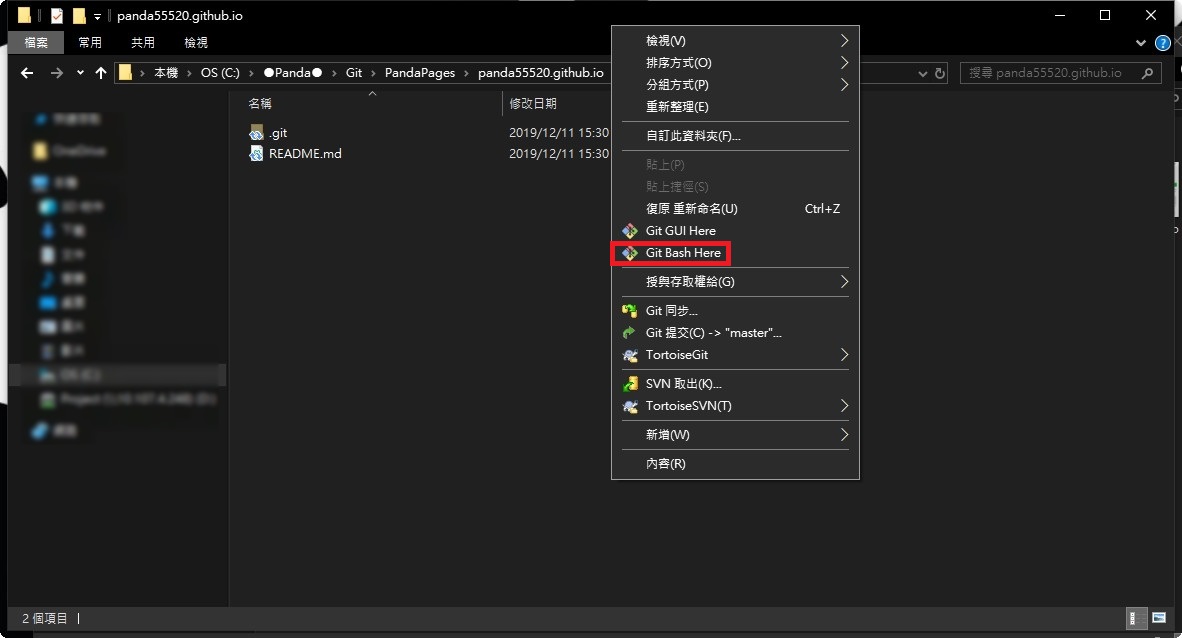 panda55520.github.io
檔案 常用 共用 檢視
本機 OS (C:) ●Panda● Git PandaPages panda55520.github.io
搜尋 panda55520.github.io
名稱 修改日期
.git 2019/12/11 15:30
README.md 2019/12/11 15:30
檢視(V)
排序方式(O)
分組方式(P)
重新整理(E)
自訂此資料夾(F)...
貼上(P)
貼上捷徑(S)
復原 重新命名(U) Ctrl+Z
Git GUI Here
Git Bash Here
授與存取權給(G)
Git 同步...
Git 提交(C) -> "master"...
TortoiseGit
SVN 取出(K)...
TortoiseSVN(T)
新增(W)
內容(R)
OneDrive
2 個項目